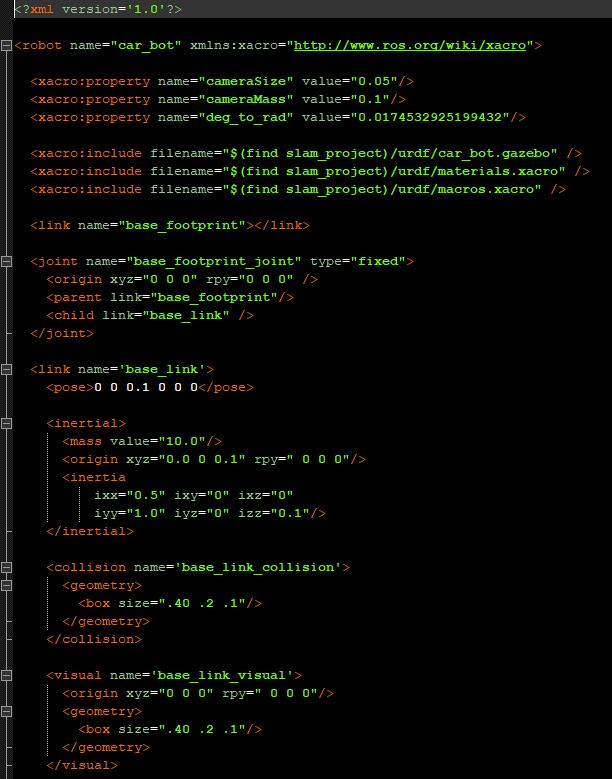 <?xml version='1.0'?>
<robot name="car_bot" xmlns:xacro="http://www.ros.org/wiki/xacro">
<xacro:property name="cameraSize" value="0.05"/>
<xacro:property name="cameraMass" value="0.1"/>
<xacro:property name="deg_to_rad" value="0.0174532925199432"/>
<xacro:include filename="$(find slam_project)/urdf/car_bot.gazebo" />
<xacro:include filename="$(find slam_project)/urdf/materials.xacro" />
<xacro:include filename="$(find slam_project)/urdf/macros.xacro" />
<link name="base_footprint"></link>
<joint name="base_footprint_joint" type="fixed">
<origin xyz="0 0 0" rpy="0 0 0" />
<parent link="base_footprint"/>
<child link="base_link" />
</joint>
<link name='base_link'>
<pose>0 0 0.1 0 0 0</pose>
<inertial>
<mass value="10.0"/>
<origin xyz="0.0 0 0.1" rpy=" 0 0 0"/>
<inertia
ixx="0.5" ixy="0" ixz="0"
iyy="1.0" iyz="0" izz="0.1"/>
</inertial>
<collision name='base_link_collision'>
<geometry>
<box size=".40 .2 .1"/>
</geometry>
</collision>
<visual name='base_link_visual'>
<origin xyz="0 0 0" rpy=" 0 0 0"/>
<geometry>
<box size=".40 .2 .1"/>
</geometry>
</visual>